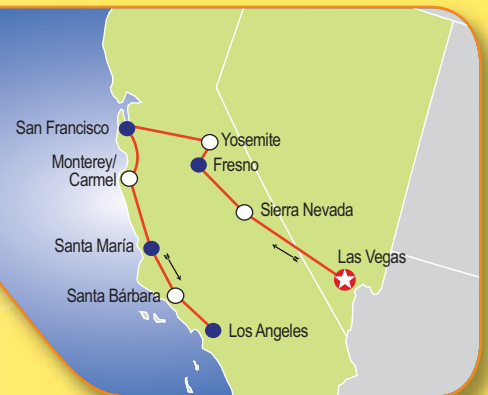 San Francisco
Yosemite
Monterey/
Carmel
Fresno
Sierra Nevada
Santa María
Las Vegas
Santa Bárbara
Los Angeles